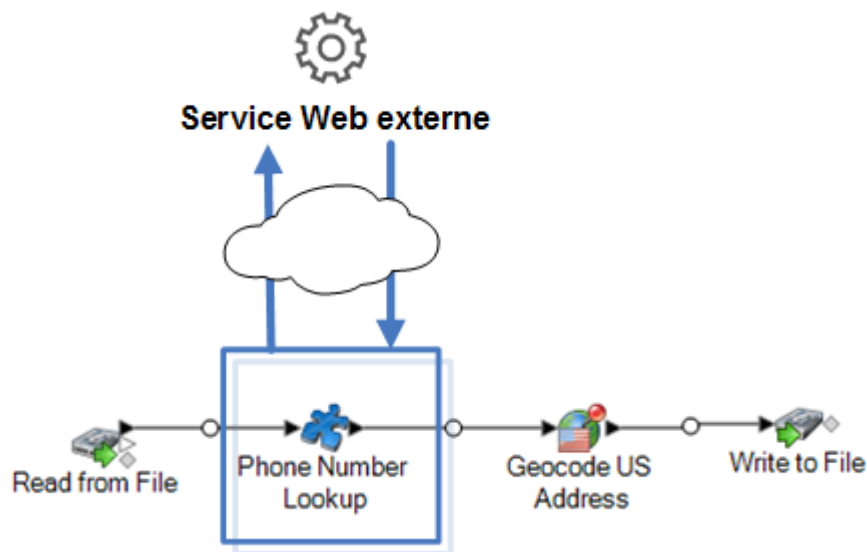 Service Web externe
Read from File
Phone Number
Lookup
Geocode US
Address
Write to File